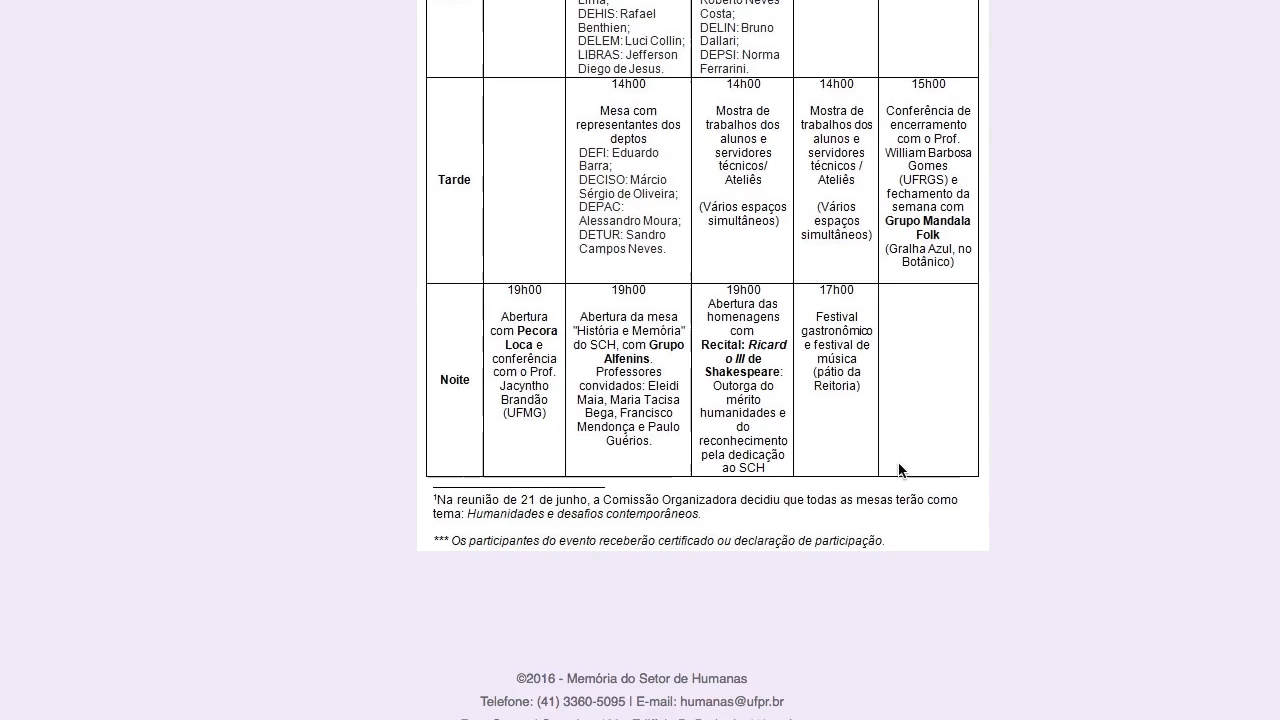 Lima;
DEHIS: Rafael
Benthien;
DELEM: Luci Collin;
LIBRAS: Jefferson
Diego de Jesus.
Roberto Neves
Costa;
DELIN: Bruno
Dallari;
DEPSI: Norma
Ferrarini.
Tarde
14h00
Mesa com
representantes dos
deptos
DEFI: Eduardo
Barra;
DECISO: Márcio
Sérgio de Oliveira;
DEPAC:
Alessandro Moura;
DETUR: Sandro
Campos Neves.
14h00
Mostra de
trabalhos dos
alunos e
servidores
técnicos/
Ateliês
(Vários espaços
simultâneos)
14h00
Mostra de
trabalhos dos
alunos e
servidores
técnicos /
Ateliês
(Vários
espaços
simultâneos)
15h00
Conferência de
encerramento
com o Prof.
William Barbosa
Gomes
(UFRGS) e
fechamento da
semana com
Grupo Mandala
Folk
(Gralha Azul, no
Botânico)
Noite
19h00
Abertura
com Pecora
Loca e
conferência
com o Prof.
Jacyntho
Brandão
(UFMG)
19h00
Abertura da mesa
"História e Memória"
do SCH, com Grupo
Alfenins.
Professores
convidados: Eleidi
Maia, Maria Tacisa
Bega, Francisco
Mendonça e Paulo
Guérios.
19h00
Abertura das
homenagens
com
Recital: Ricard
o III de
Shakespeare:
Outorga do
mérito
humanidades e
do
reconhecimento
pela dedicação
ao SCH
17h00
Festival
gastronômico
e festival de
música
(pátio da
Reitoria)
¹Na reunião de 21 de junho, a Comissão Organizadora decidiu que todas as mesas terão como
tema: Humanidades e desafios contemporâneos.
*** Os participantes do evento receberão certificado ou declaração de participação.
©2016 - Memória do Setor de Humanas
Telefone: (41) 3360-5095 | E-mail: humanas@ufpr.br